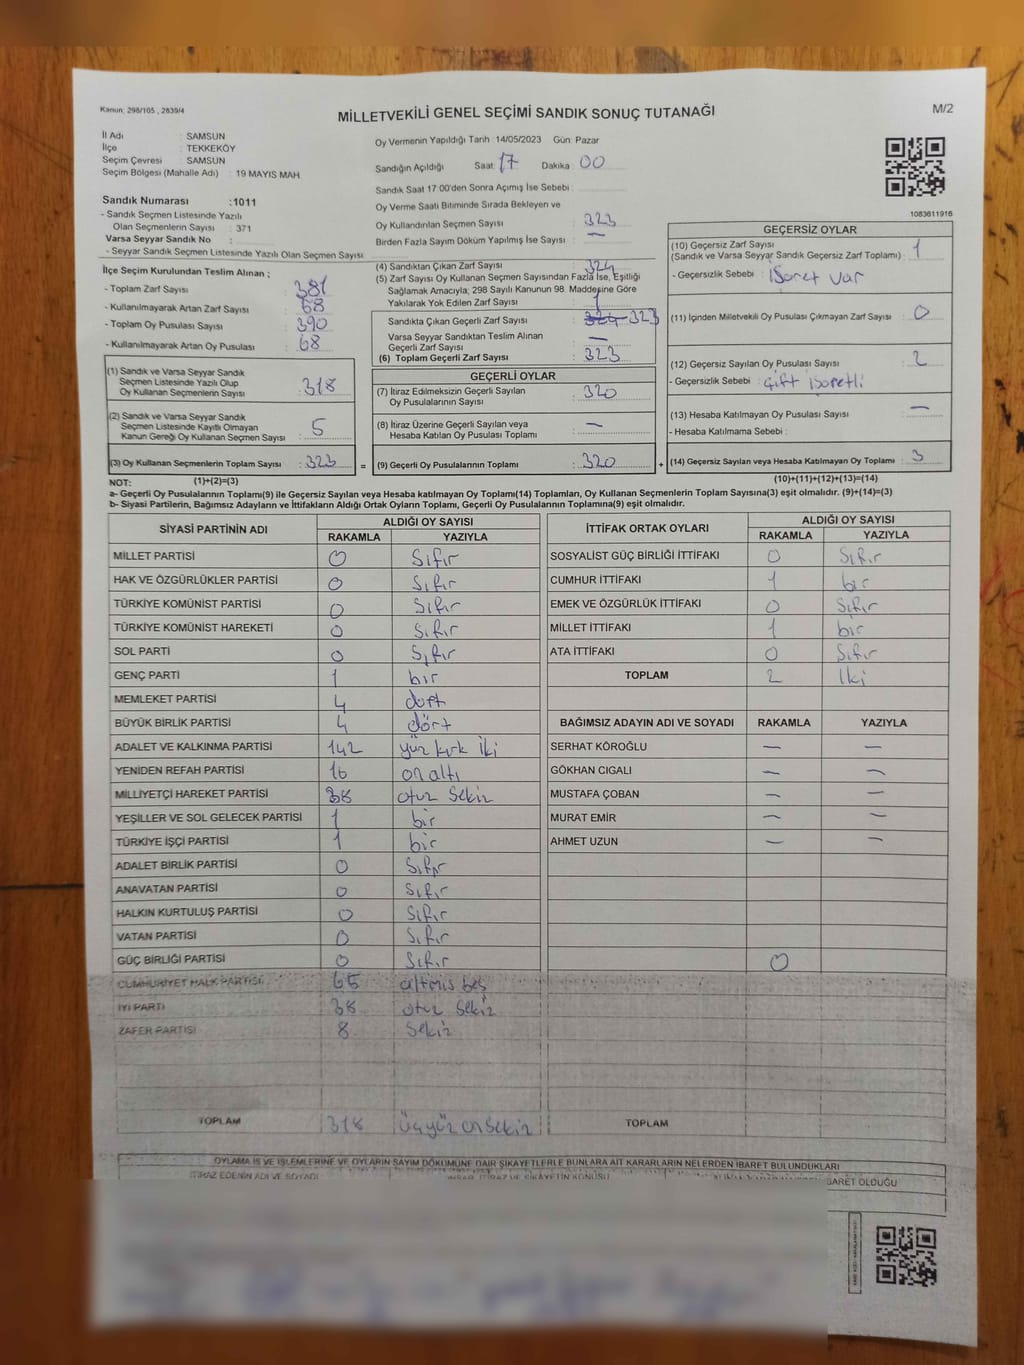 Kanun: 298/105 , 2839/4
MİLLETVEKİLİ GENEL SEÇİMİ SANDIK SONUÇ TUTANAĞI
M/2
İl Adı : SAMSUN
İlçe : TEKKEKÖY
Seçim Çevresi : SAMSUN
Seçim Bölgesi (Mahalle Adı) : 19 MAYIS MAH.
Sandık Numarası :1011
- Sandık Seçmen Listesinde Yazılı
Olan Seçmenlerin Sayısı : 371
Varsa Seyyar Sandık No :
- Seyyar Sandık Seçmen Listesinde Yazılı Olan Seçmen Sayısı
Oy Vermenin Yapıldığı Tarih :14/05/2023 Gün: Pazar
Sandığın Açıldığı Saat: 17 Dakika : 00
Sandık Saat 17:00'den Sonra Açımış İse Sebebi :
Oy Verme Saati Bitiminde Sırada Bekleyen ve
Oy Kullandırılan Seçmen Sayısı : 323
Birden Fazla Sayım Döküm Yapılmış İse Sayısı : —
1083611916
İlçe Seçim Kurulundan Teslim Alınan ;
- Toplam Zarf Sayısı : 381
- Kullanılmayarak Artan Zarf Sayısı : 68
- Toplam Oy Pusulası Sayısı : 390
- Kullanılmayarak Artan Oy Pusulası : 68
(1) Sandık ve Varsa Seyyar Sandık
Seçmen Listesinde Yazılı Olup
Oy Kullanan Seçmenlerin Sayısı : 318
(2) Sandık ve Varsa Seyyar Sandık
Seçmen Listesinde Kayıtlı Olmayan
Kanun Gereği Oy Kullanan Seçmen Sayısı : 5
(3) Oy Kullanan Seçmenlerin Toplam Sayısı : 323
(4) Sandıktan Çıkan Zarf Sayısı : 324
(5) Zarf Sayısı Oy Kullanan Seçmen Sayısından Fazla İse, Eşitliği
Sağlamak Amacıyla; 298 Sayılı Kanunun 98. Maddesine Göre
Yakılarak Yok Edilen Zarf Sayısı : 1
Sandıkta Çıkan Geçerli Zarf Sayısı : 324 323
Varsa Seyyar Sandıktan Teslim Alınan
Geçerli Zarf Sayısı : —
(6) Toplam Geçerli Zarf Sayısı : 323
GEÇERLİ OYLAR
(7) İtiraz Edilmeksizin Geçerli Sayılan
Oy Pusulalarının Sayısı : 320
(8) İtiraz Üzerine Geçerli Sayılan veya
Hesaba Katılan Oy Pusulası Toplamı : —
= (9) Geçerli Oy Pusulalarının Toplamı : 320
GEÇERSİZ OYLAR
(10) Geçersiz Zarf Sayısı
(Sandık ve Varsa Seyyar Sandık Geçersiz Zarf Toplamı) : 1
- Geçersizlik Sebebi : işaret var
(11) İçinden Milletvekili Oy Pusulası Çıkmayan Zarf Sayısı : 0
(12) Geçersiz Sayılan Oy Pusulası Sayısı : 2
- Geçersizlik Sebebi : çift işaretli
(13) Hesaba Katılmayan Oy Pusulası Sayısı : —
- Hesaba Katılmama Sebebi :
+ (14) Geçersiz Sayılan veya Hesaba Katılmayan Oy Toplamı : 3
NOT: (1)+(2)=(3) (10)+(11)+(12)+(13)=(14)
a- Geçerli Oy Pusulalarının Toplamı(9) ile Geçersiz Sayılan veya Hesaba katılmayan Oy Toplamı(14) Toplamları, Oy Kullanan Seçmenlerin Toplam Sayısına(3) eşit olmalıdır. (9)+(14)=(3)
b- Siyasi Partilerin, Bağımsız Adayların ve İttifakların Aldığı Ortak Oyların Toplamı, Geçerli Oy Pusulalarının Toplamına(9) eşit olmalıdır.
SİYASİ PARTİNİN ADI ALDIĞI OY SAYISI
RAKAMLA YAZIYLA
MİLLET PARTİSİ 0 Sıfır
HAK VE ÖZGÜRLÜKLER PARTİSİ 0 Sıfır
TÜRKİYE KOMÜNİST PARTİSİ 0 Sıfır
TÜRKİYE KOMÜNİST HAREKETİ 0 Sıfır
SOL PARTİ 0 Sıfır
GENÇ PARTİ 1 bir
MEMLEKET PARTİSİ 4 dört
BÜYÜK BİRLİK PARTİSİ 4 dört
ADALET VE KALKINMA PARTİSİ 142 yüz kırk iki
YENİDEN REFAH PARTİSİ 16 on altı
MİLLİYETÇİ HAREKET PARTİSİ 38 otuz sekiz
YEŞİLLER VE SOL GELECEK PARTİSİ 1 bir
TÜRKİYE İŞÇİ PARTİSİ 1 bir
ADALET BİRLİK PARTİSİ 0 Sıfır
ANAVATAN PARTİSİ 0 Sıfır
HALKIN KURTULUŞ PARTİSİ 0 Sıfır
VATAN PARTİSİ 0 Sıfır
GÜÇ BİRLİĞİ PARTİSİ 0 Sıfır
CUMHURİYET HALK PARTİSİ 65 altmış beş
İYİ PARTİ 38 otuz sekiz
ZAFER PARTİSİ 8 sekiz
TOPLAM 318 üçyüz onsekiz
İTTİFAK ORTAK OYLARI ALDIĞI OY SAYISI
RAKAMLA YAZIYLA
SOSYALİST GÜÇ BİRLİĞİ İTTİFAKI 0 Sıfır
CUMHUR İTTİFAKI 1 bir
EMEK VE ÖZGÜRLÜK İTTİFAKI 0 Sıfır
MİLLET İTTİFAKI 1 bir
ATA İTTİFAKI 0 Sıfır
TOPLAM 2 İki
BAĞIMSIZ ADAYIN ADI VE SOYADI RAKAMLA YAZIYLA
SERHAT KÖROĞLU — —
GÖKHAN CIGALI — —
MUSTAFA ÇOBAN — —
MURAT EMİR — —
AHMET UZUN — —
0
TOPLAM
OYLAMA İŞ VE İŞLEMLERİNE VE OYLARIN SAYIM DÖKÜMÜNE DAİR ŞİKAYETLERLE BUNLARA AİT KARARLARIN NELERDEN İBARET BULUNDUKLARI
İTİRAZ EDENİN ADI VE SOYADI İTİRAZ VE ŞİKAYETİN KONUSU İBARET OLDUĞU